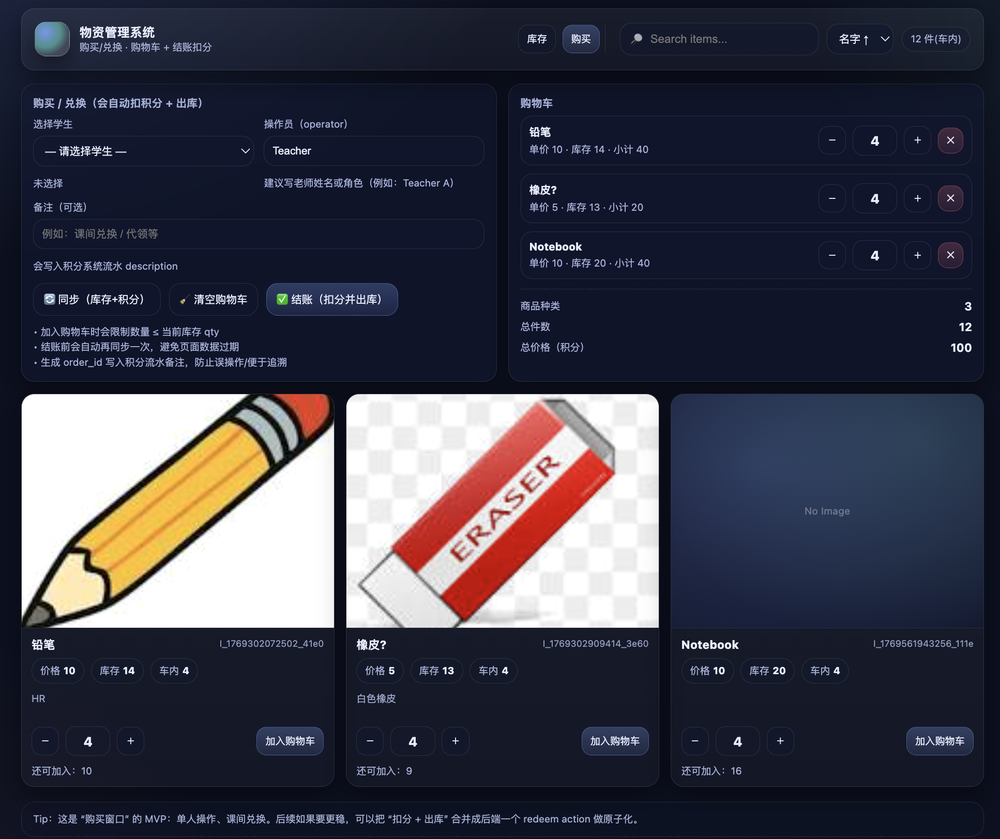 物资管理系统
购买/兑换 · 购物车 + 结账扣分
库存
购买
Search items...
名字 ↑
12 件(车内)
购买 / 兑换（会自动扣积分 + 出库）
选择学生
操作员（operator）
— 请选择学生 —
Teacher
未选择
建议写老师姓名或角色（例如：Teacher A）
备注（可选）
例如：课间兑换 / 代领等
会写入积分系统流水 description
同步（库存+积分）
清空购物车
结账（扣分并出库）
• 加入购物车时会限制数量 ≤ 当前库存 qty
• 结账前会自动再同步一次，避免页面数据过期
• 生成 order_id 写入积分流水备注，防止误操作/便于追溯
购物车
铅笔
单价 10 · 库存 14 · 小计 40
− 4 + ×
橡皮?
单价 5 · 库存 13 · 小计 20
− 4 + ×
Notebook
单价 10 · 库存 20 · 小计 40
− 4 + ×
商品种类 3
总件数 12
总价格（积分） 100
铅笔
I_1769302072502_41e0
价格 10 库存 14 车内 4
HR
− 4 +
加入购物车
还可加入：10
ERASER
橡皮?
I_1769302909414_3e60
价格 5 库存 13 车内 4
白色橡皮
− 4 +
加入购物车
还可加入：9
No Image
Notebook
I_1769561943256_111e
价格 10 库存 20 车内 4
− 4 +
加入购物车
还可加入：16
Tip：这是 “购买窗口” 的 MVP：单人操作、课间兑换。后续如果要更稳，可以把 “扣分 + 出库” 合并成后端一个 redeem action 做原子化。